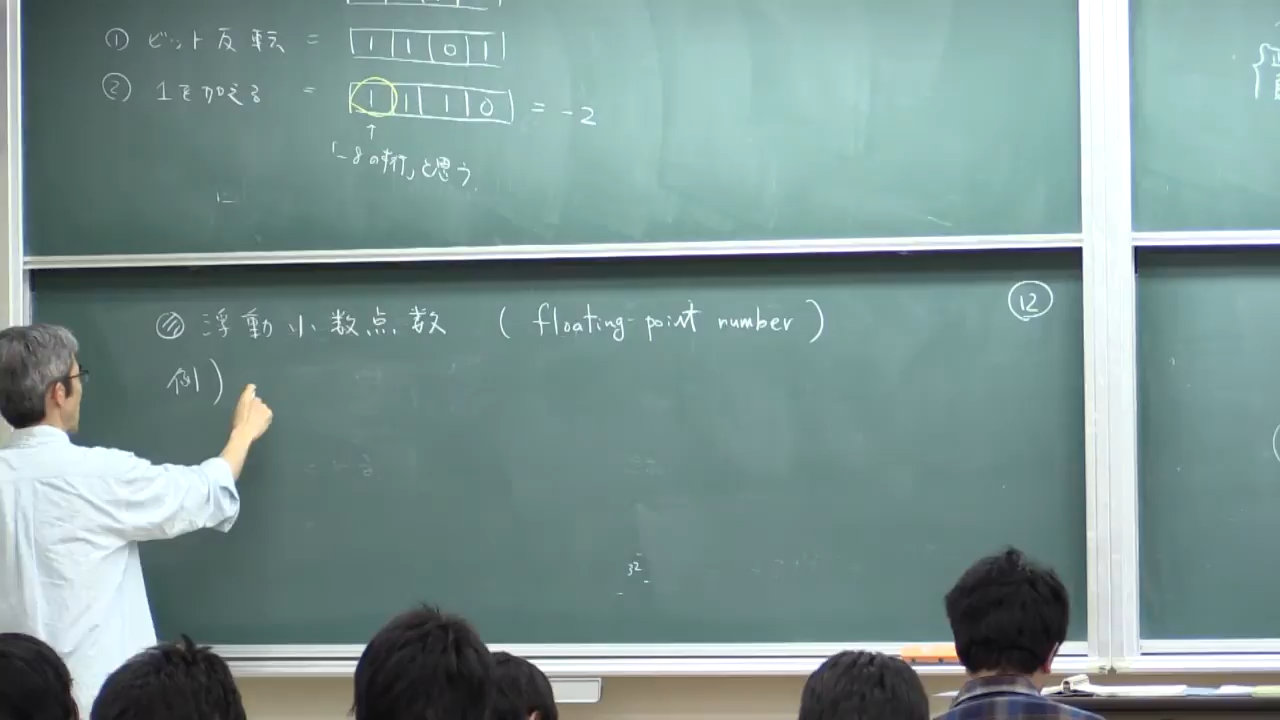 ① ビット反転 = 1 1 0 1
② 1を加える = 1 1 1 0 = -2
↑
「-8の桁」と思う.
浮動小数点数 (floating-point number)
⑫
例)
32